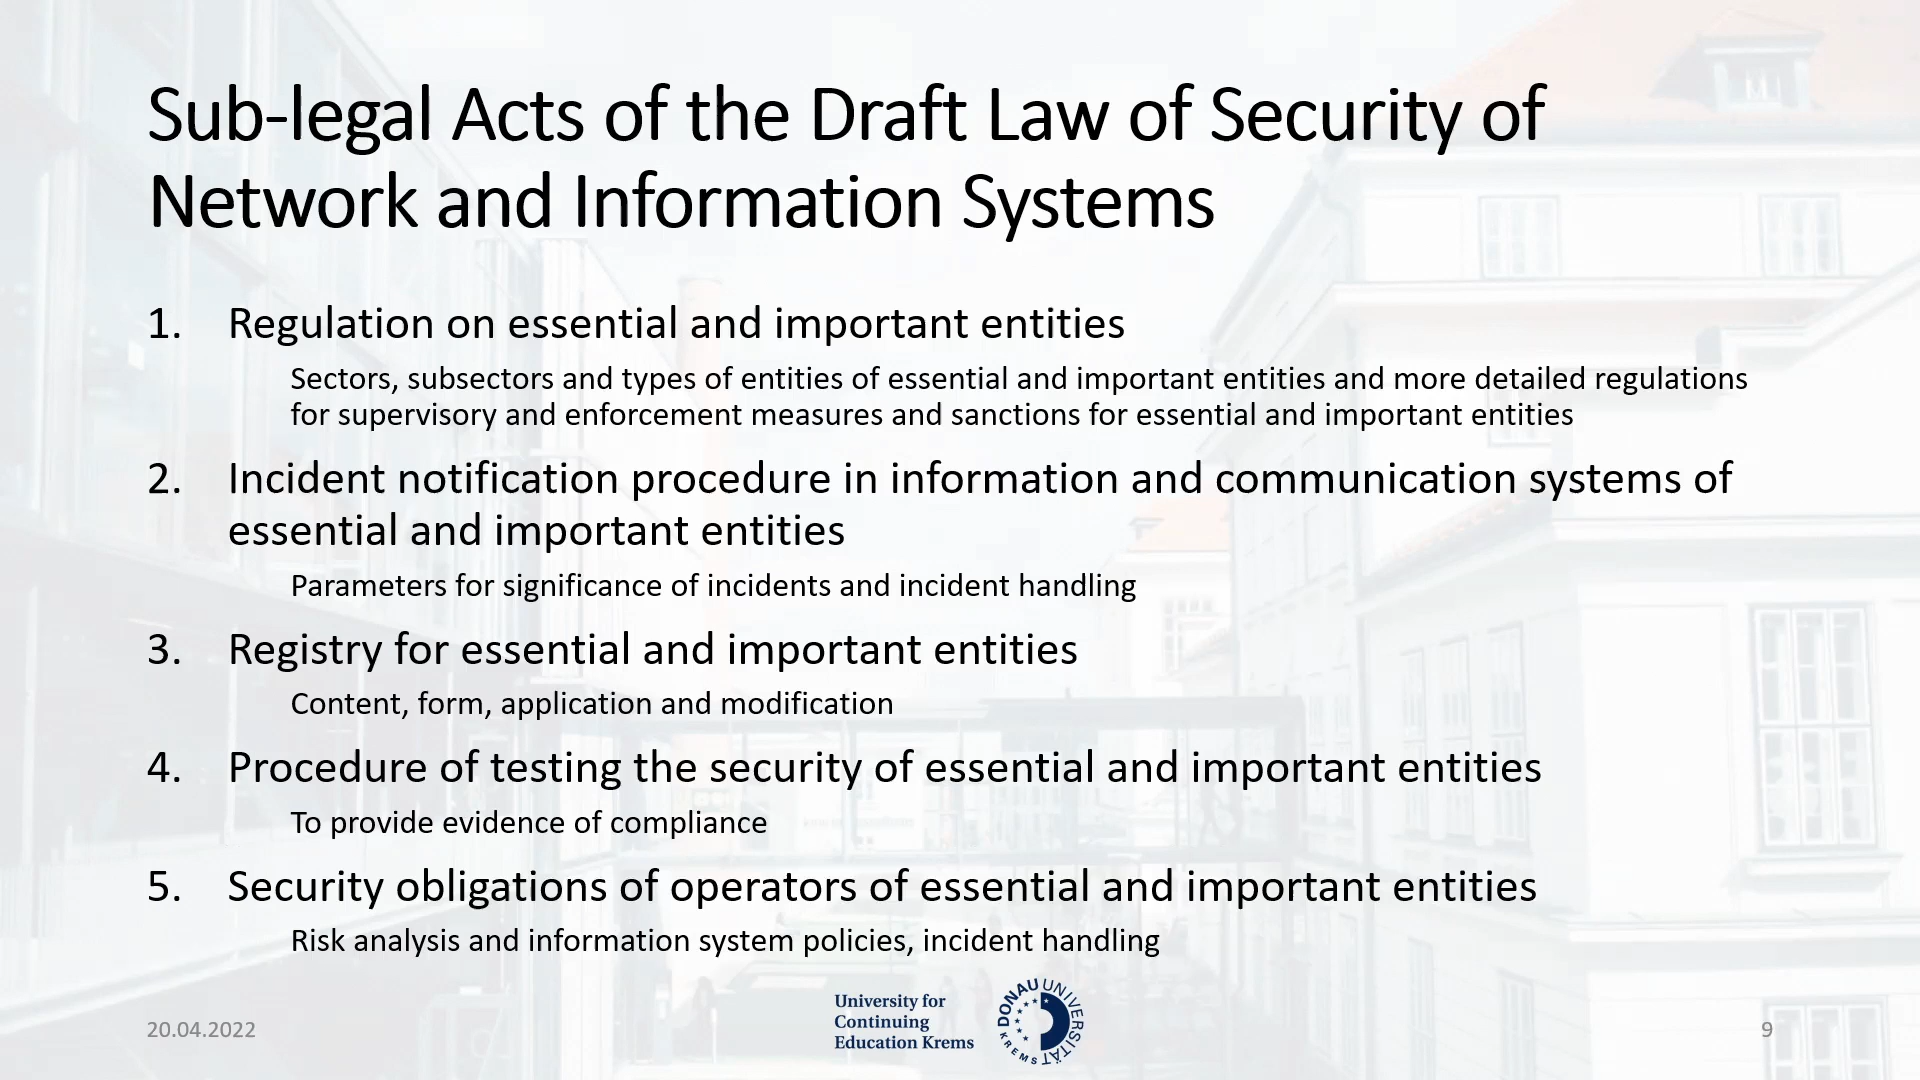 Sub-legal Acts of the Draft Law of Security of
Network and Information Systems
1. Regulation on essential and important entities
Sectors, subsectors and types of entities of essential and important entities and more detailed regulations
for supervisory and enforcement measures and sanctions for essential and important entities
2. Incident notification procedure in information and communication systems of
essential and important entities
Parameters for significance of incidents and incident handling
3. Registry for essential and important entities
Content, form, application and modification
4. Procedure of testing the security of essential and important entities
To provide evidence of compliance
5. Security obligations of operators of essential and important entities
Risk analysis and information system policies, incident handling
20.04.2022
University for
Continuing
Education Krems
DONAU UNIVERSITÄT KREMS
9